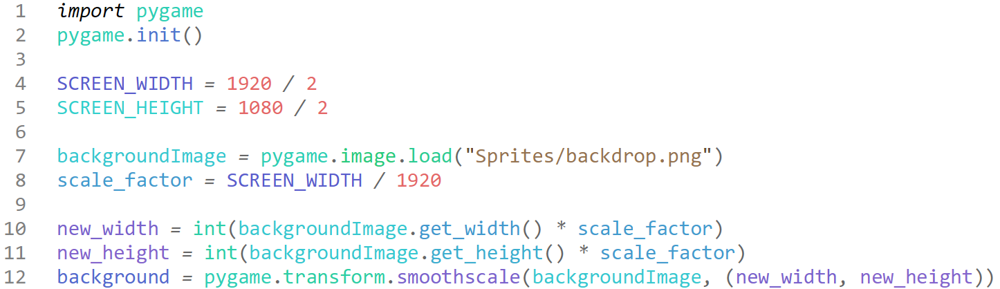 1 import pygame
2 pygame.init()
3
4 SCREEN_WIDTH = 1920 / 2
5 SCREEN_HEIGHT = 1080 / 2
6
7 backgroundImage = pygame.image.load("Sprites/backdrop.png")
8 scale_factor = SCREEN_WIDTH / 1920
9
10 new_width = int(backgroundImage.get_width() * scale_factor)
11 new_height = int(backgroundImage.get_height() * scale_factor)
12 background = pygame.transform.smoothscale(backgroundImage, (new_width, new_height))